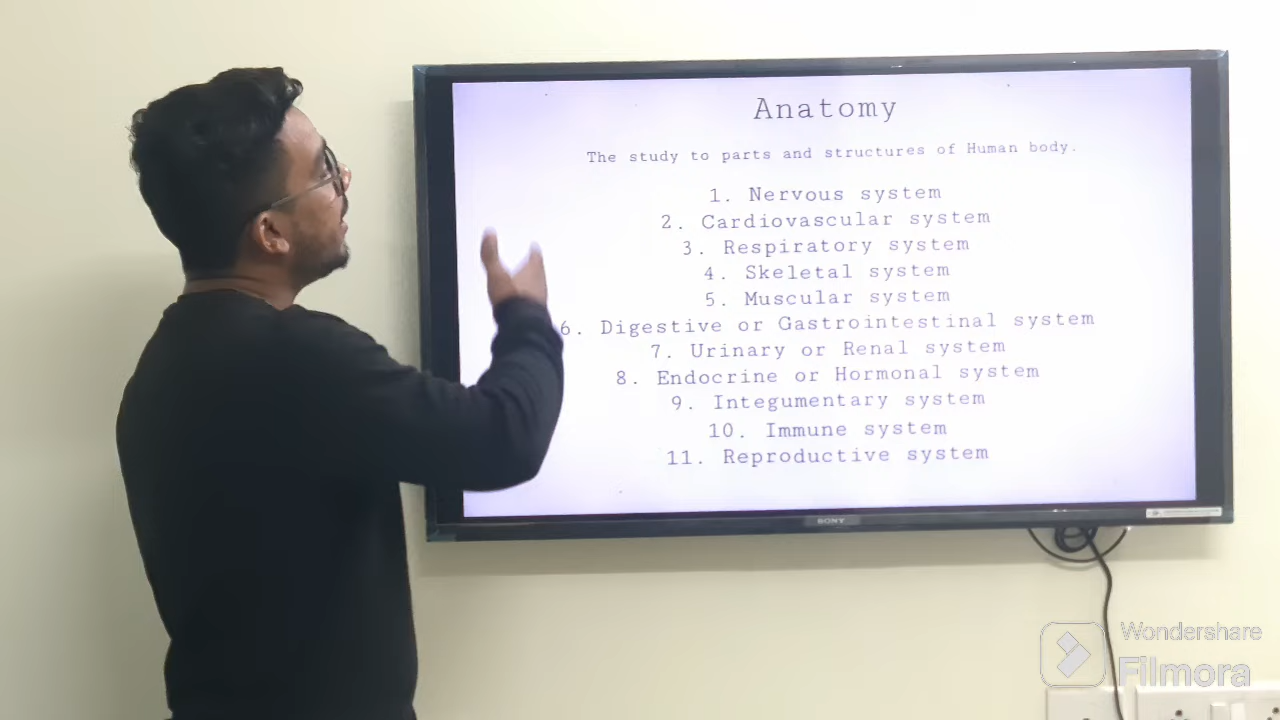 Anatomy
The study to parts and structures of Human body.
1. Nervous system
2. Cardiovascular system
3. Respiratory system
4. Skeletal system
5. Muscular system
6. Digestive or Gastrointestinal system
7. Urinary or Renal system
8. Endocrine or Hormonal system
9. Integumentary system
10. Immune system
11. Reproductive system
SONY
Wondershare
Filmora